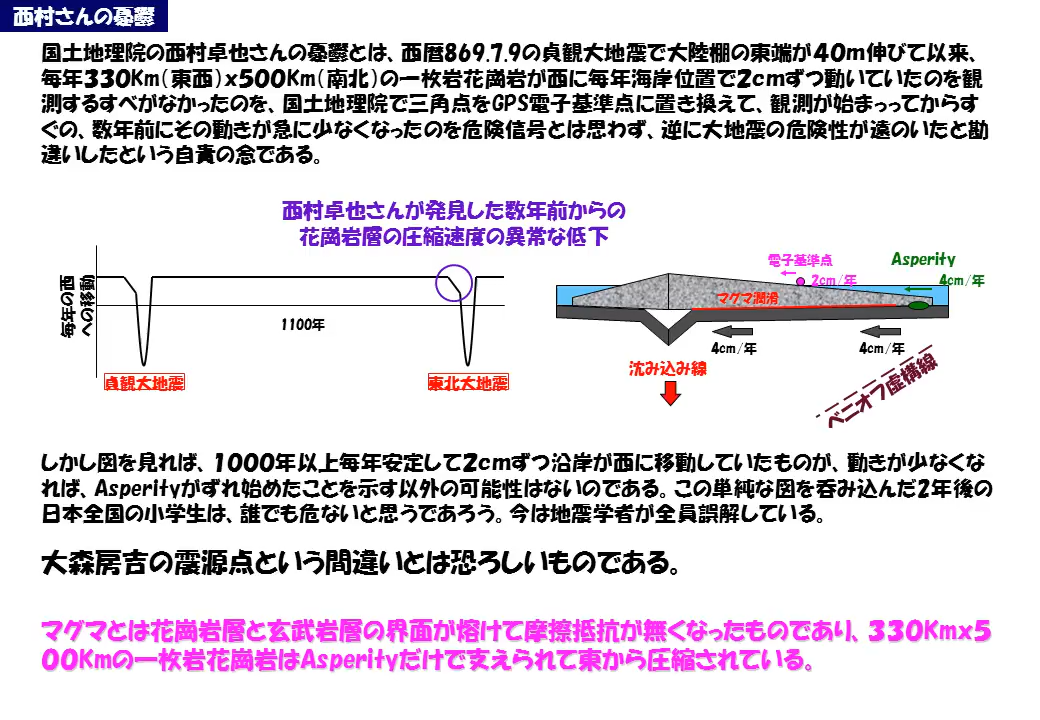 西村さんの憂鬱
国土地理院の西村卓也さんの憂鬱とは、西暦869.7.9の貞観大地震で大陸棚の東端が40m伸びて以来、
毎年330Km(東西)x500Km(南北)の一枚岩花崗岩が西に毎年海岸位置で2cmずつ動いていたのを観
測するすべがなかったのを、国土地理院で三角点をGPS電子基準点に置き換えて、観測が始まっってからす
ぐの、数年前にその動きが急に少なくなったのを危険信号とは思わず、逆に大地震の危険性が遠のいたと勘
違いしたという自責の念である。
西村卓也さんが発見した数年前からの
花崗岩層の圧縮速度の異常な低下
毎年の西
への移動
1100年
貞観大地震
東北大地震
電子基準点
2cm/年
Asperity
4cm/年
マグマ潤滑
4cm/年
4cm/年
沈み込み線
ベニオフ虚構線
しかし図を見れば、1000年以上毎年安定して2cmずつ沿岸が西に移動していたものが、動きが少なくな
れば、Asperityがずれ始めたことを示す以外の可能性はないのである。この単純な図を呑み込んだ2年後の
日本全国の小学生は、誰でも危ないと思うであろう。今は地震学者が全員誤解している。
大森房吉の震源点という間違いとは恐ろしいものである。
マグマとは花崗岩層と玄武岩層の界面が熔けて摩擦抵抗が無くなったものであり、330Kmx5
00Kmの一枚岩花崗岩はAsperityだけで支えられて東から圧縮されている。